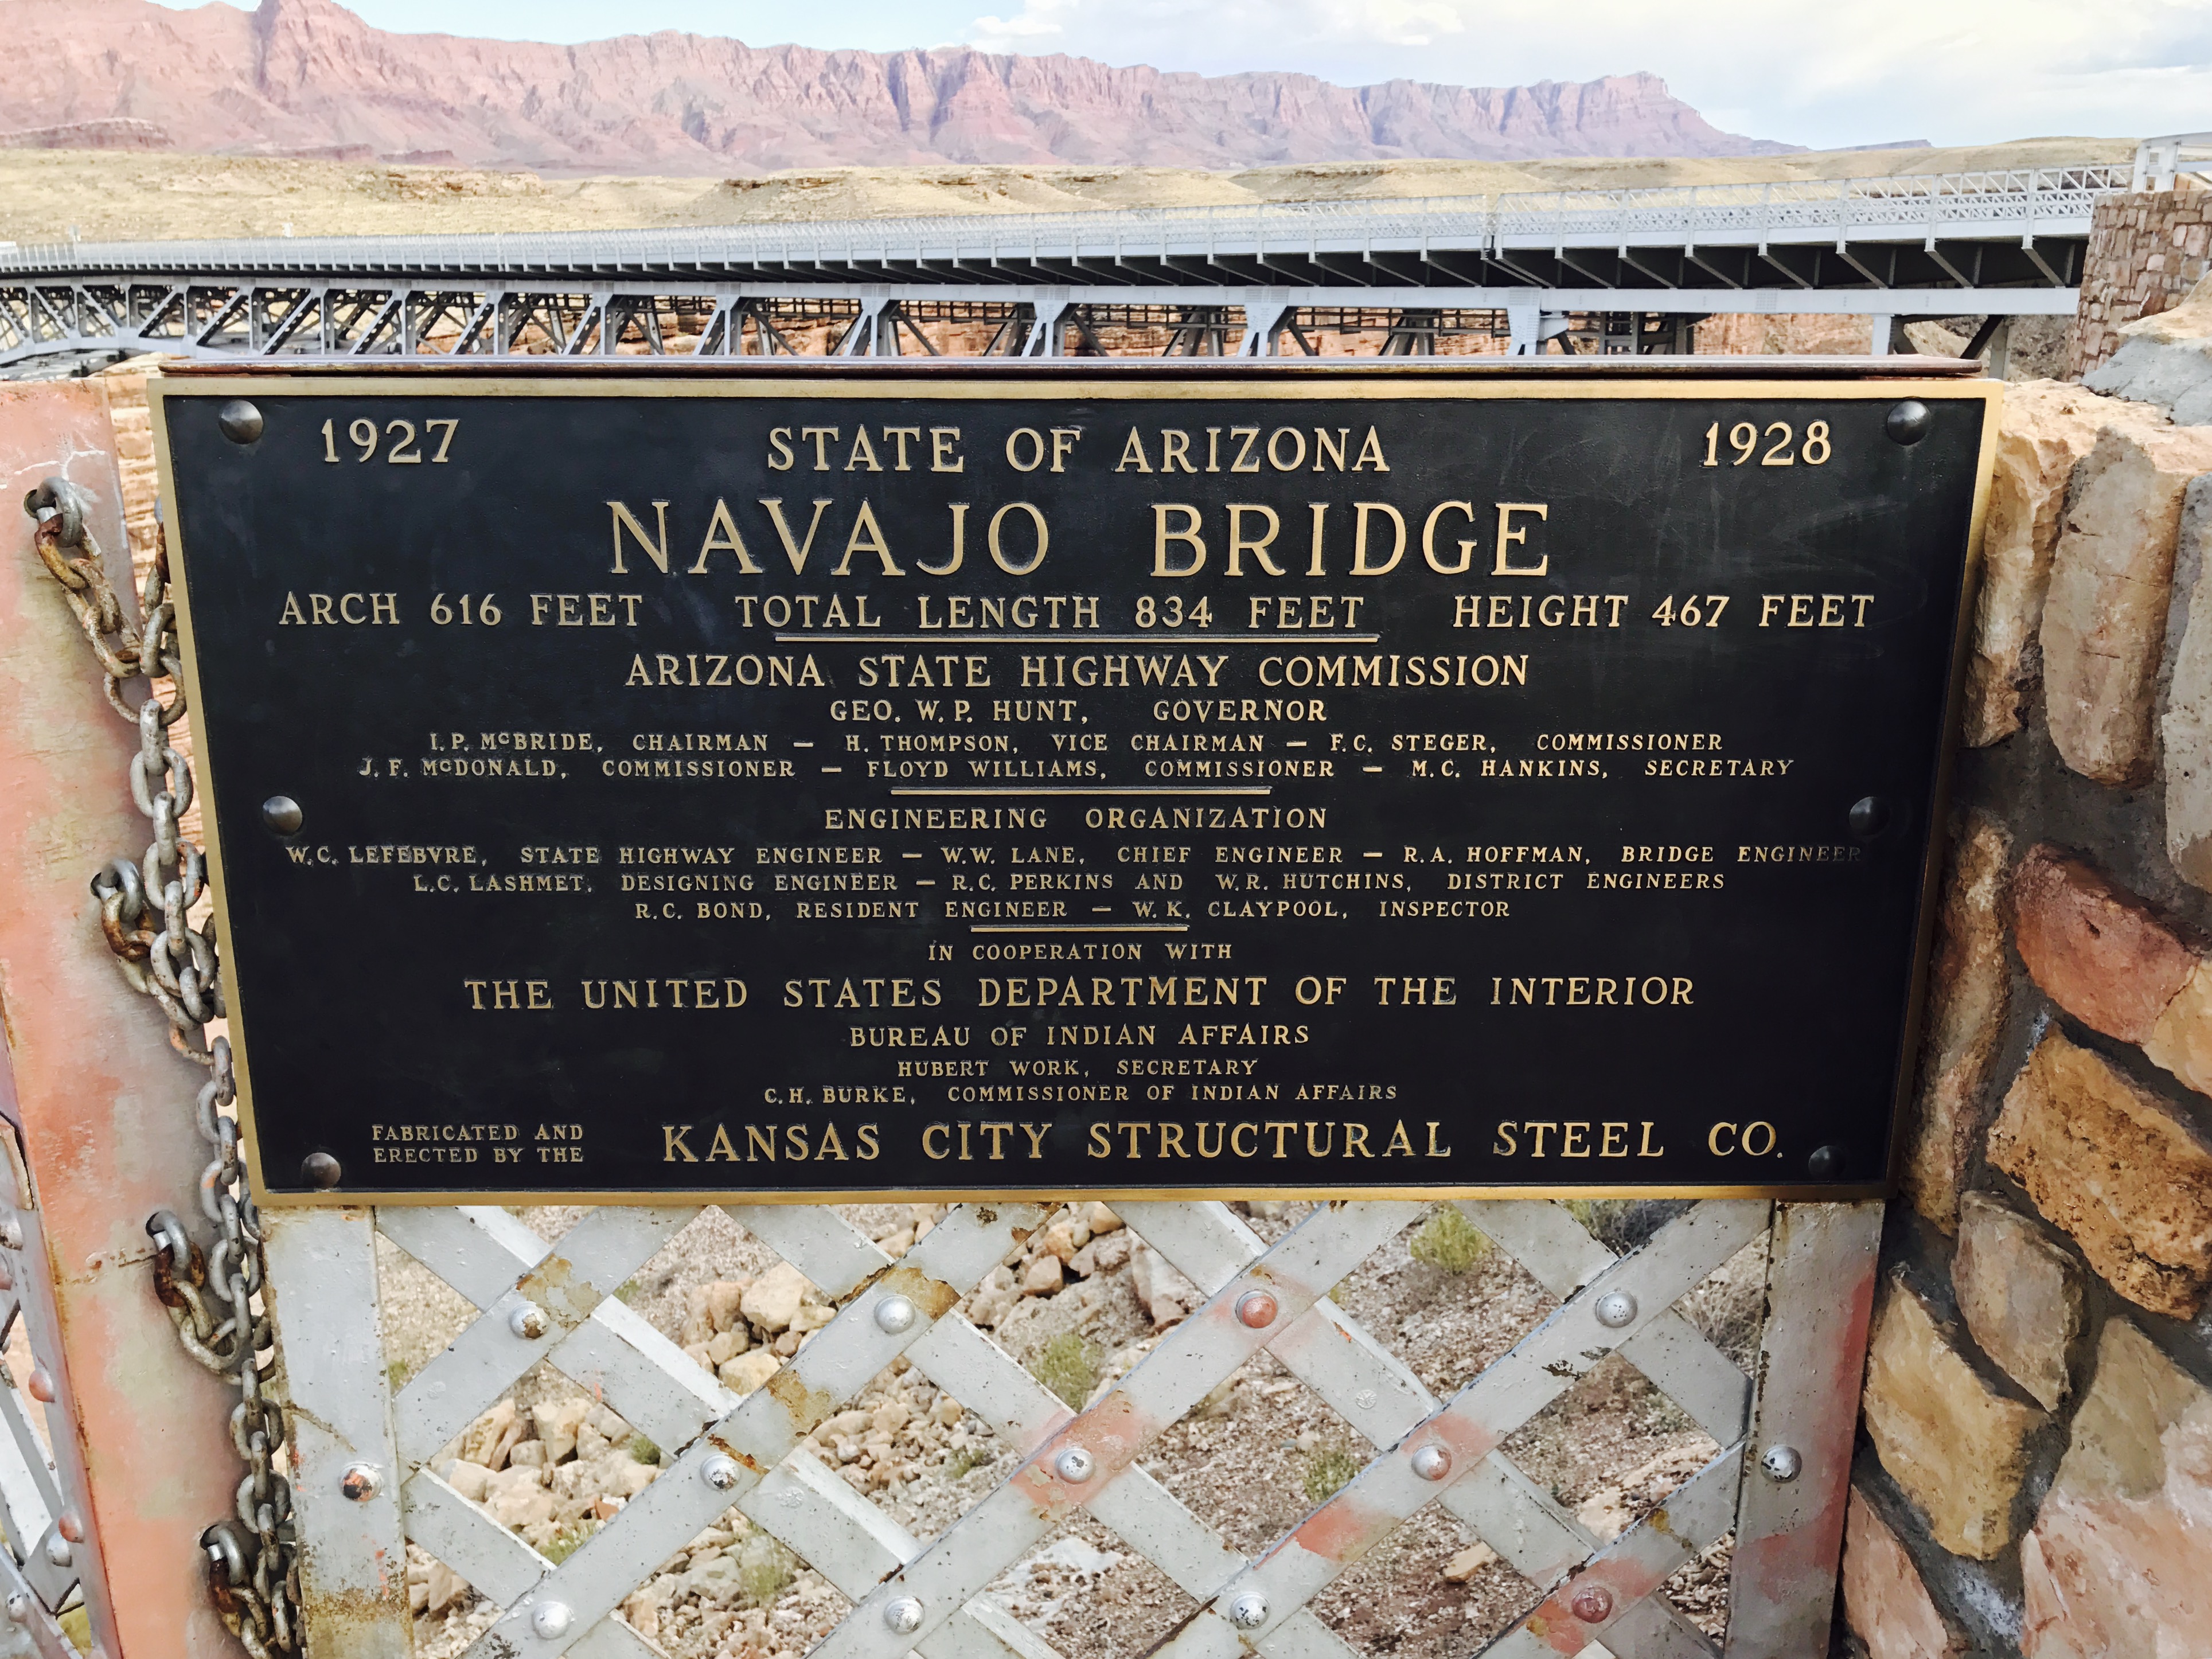 1927 STATE OF ARIZONA 1928
NAVAJO BRIDGE
ARCH 616 FEET TOTAL LENGTH 834 FEET HEIGHT 467 FEET
ARIZONA STATE HIGHWAY COMMISSION
GEO. W. P. HUNT, GOVERNOR
I. P. McBRIDE, CHAIRMAN — H. THOMPSON, VICE CHAIRMAN — F. C. STEGER, COMMISSIONER
J. F. McDONALD, COMMISSIONER — FLOYD WILLIAMS, COMMISSIONER — M. C. HANKINS, SECRETARY
ENGINEERING ORGANIZATION
W. C. LEFEBVRE, STATE HIGHWAY ENGINEER — W. W. LANE, CHIEF ENGINEER — R. A. HOFFMAN, BRIDGE ENGINEER
L. C. LASHMET, DESIGNING ENGINEER — R. C. PERKINS AND W. R. HUTCHINS, DISTRICT ENGINEERS
R. C. BOND, RESIDENT ENGINEER — W. K. CLAYPOOL, INSPECTOR
IN COOPERATION WITH
THE UNITED STATES DEPARTMENT OF THE INTERIOR
BUREAU OF INDIAN AFFAIRS
HUBERT WORK, SECRETARY
C. H. BURKE, COMMISSIONER OF INDIAN AFFAIRS
FABRICATED AND
ERECTED BY THE
KANSAS CITY STRUCTURAL STEEL CO.